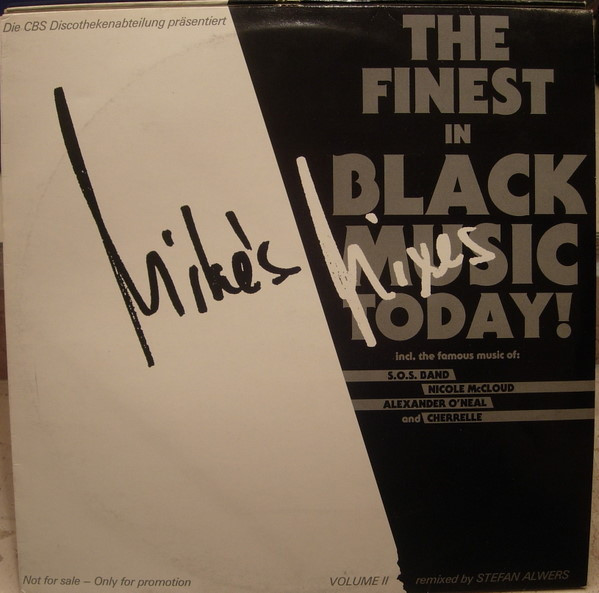 Die CBS Discothekenabteilung präsentiert
THE
FINEST
IN
BLACK
MUSIC
TODAY!
Mike's Mixes
incl. the famous music of:
S.O.S. BAND
NICOLE McCLOUD
ALEXANDER O'NEAL
and CHERRELLE
Not for sale – Only for promotion
VOLUME II
remixed by STEFAN ALWERS